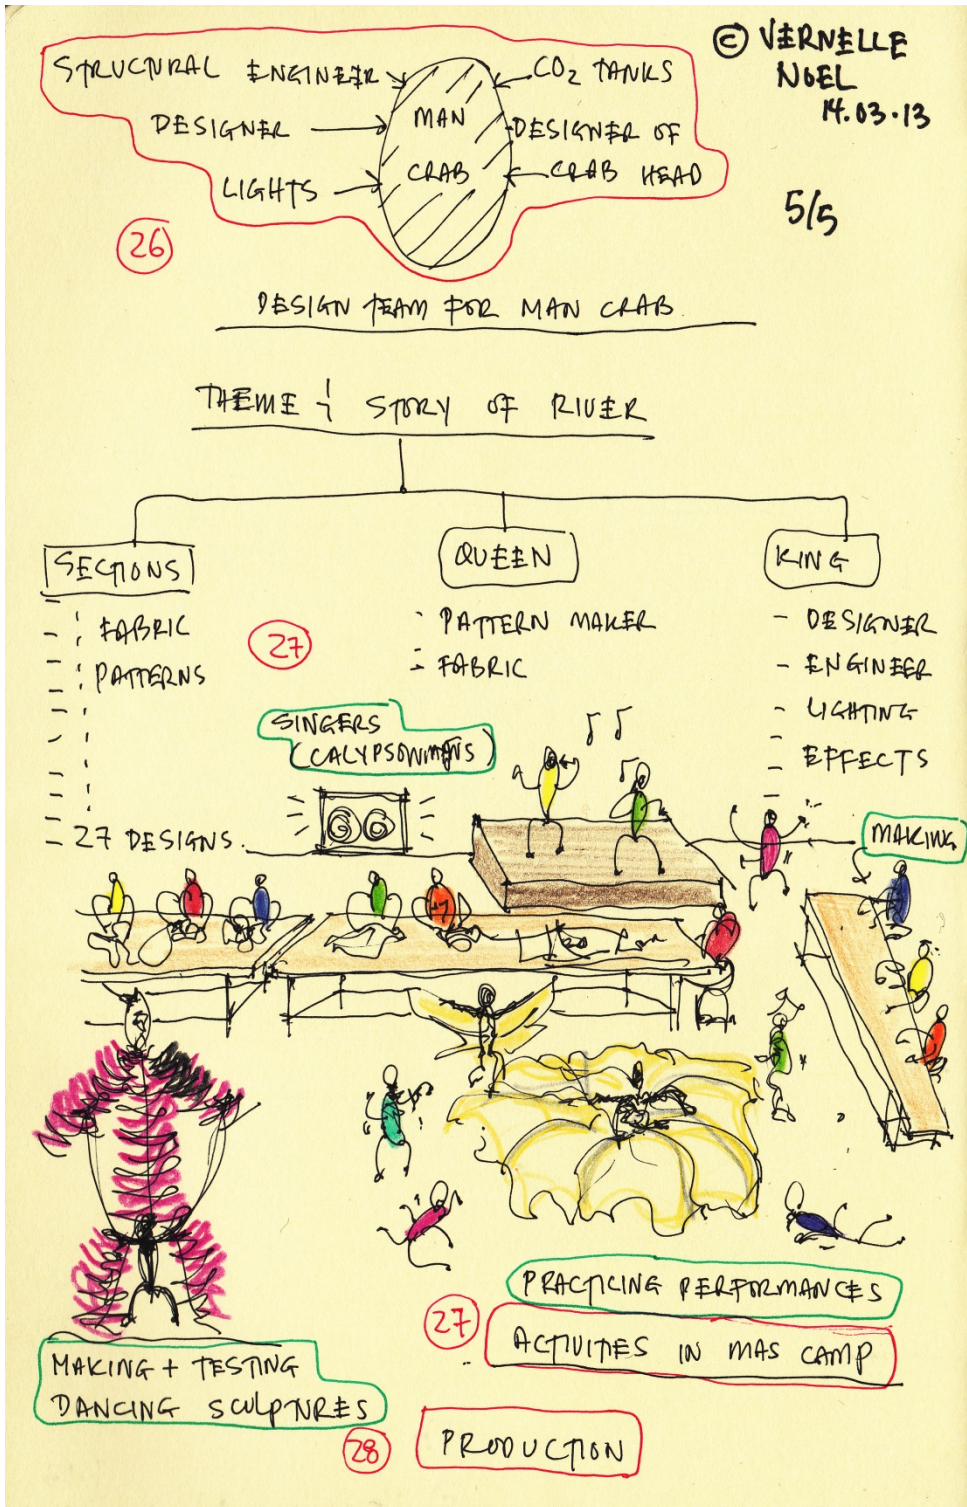 © VERNELLE
NOEL
14.03.13
5/5
STRUCTURAL ENGINEER
CO2 TANKS
DESIGNER
MAN
DESIGNER OF
CRAB HEAD
CRAB
LIGHTS
26
DESIGN TEAM FOR MAN CRAB.
THEME & STORY OF RIVER
SECTIONS
QUEEN
KING
- FABRIC
- PATTERNS
27 DESIGNS.
27
- PATTERN MAKER
- FABRIC
- DESIGNER
- ENGINEER
- LIGHTING
- EFFECTS
SINGERS
MAKING
PRACTICING PERFORMANCES
27
ACTIVITIES IN MAS CAMP
MAKING + TESTING
DANCING SCULPTURES
28
PRODUCTION